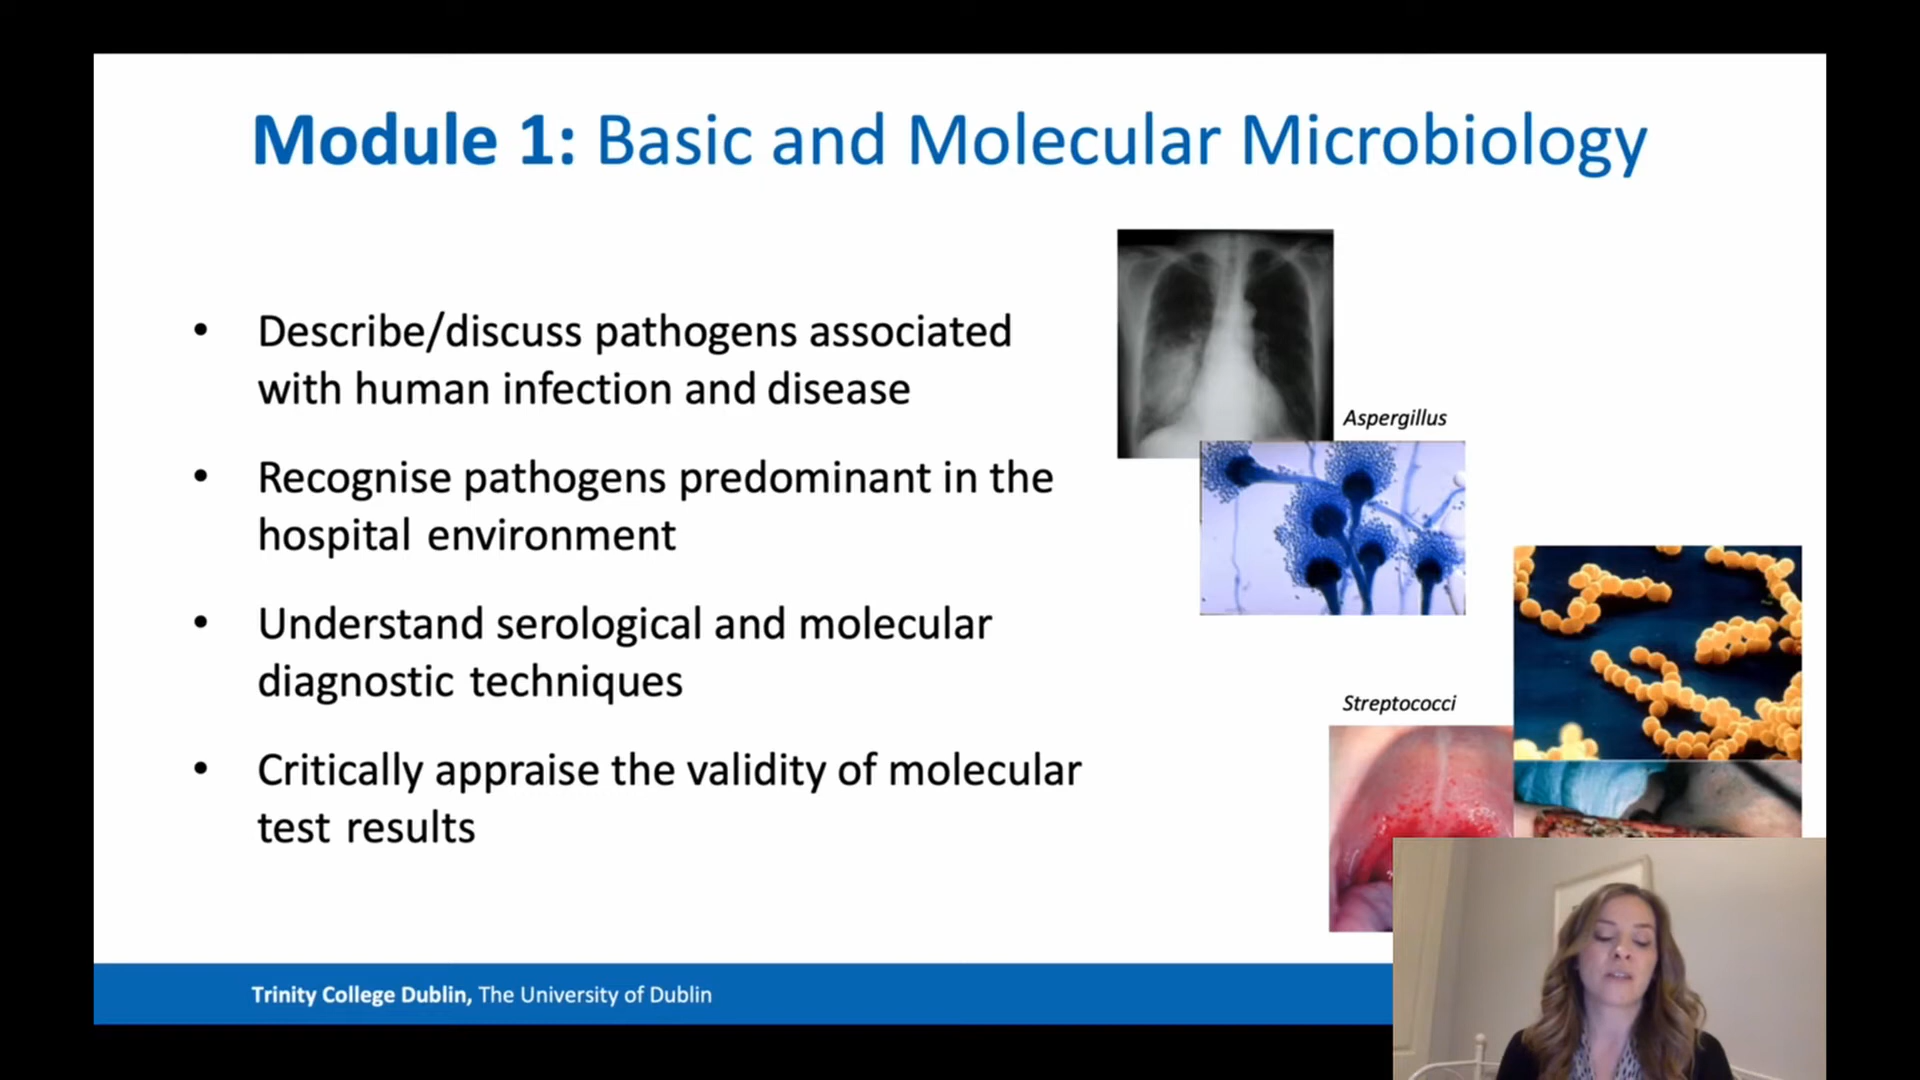 Module 1: Basic and Molecular Microbiology
• Describe/discuss pathogens associated
with human infection and disease
• Recognise pathogens predominant in the
hospital environment
• Understand serological and molecular
diagnostic techniques
• Critically appraise the validity of molecular
test results
Aspergillus
Streptococci
Trinity College Dublin, The University of Dublin